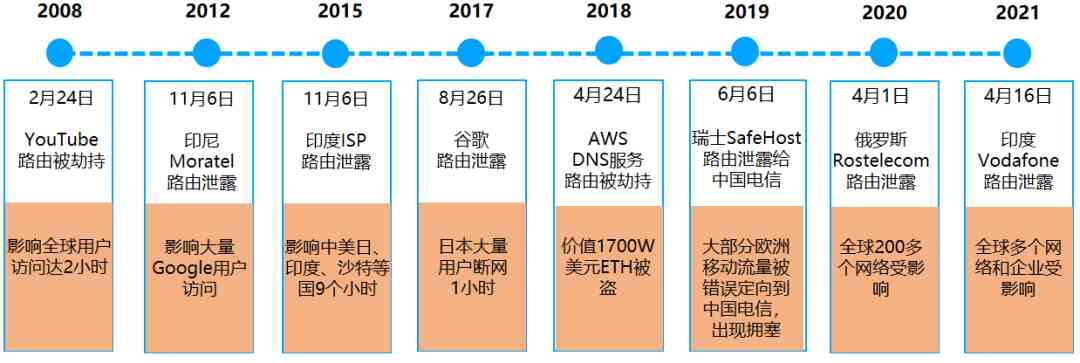 2008
2012
2015
2017
2018
2019
2020
2021
2月24日
YouTube
路由被劫持
影响全球用户
访问达2小时
11月6日
印尼
Moratel
路由泄露
影响大量
Google用户
访问
11月6日
印度ISP
路由泄露
影响中美日、
印度、沙特等
国9个小时
8月26日
谷歌
路由泄露
日本大量
用户断网
1小时
4月24日
AWS
DNS服务
路由被劫持
价值1700W
美元ETH被
盗
6月6日
瑞士SafeHost
路由泄露给
中国电信
大部分欧洲
移动流量被
错误定向到
中国电信，
出现拥塞
4月1日
俄罗斯
Rostelecom
路由泄露
全球200多
个网络受影
响
4月16日
印度
Vodafone
路由泄露
全球多个网
络和企业受
影响